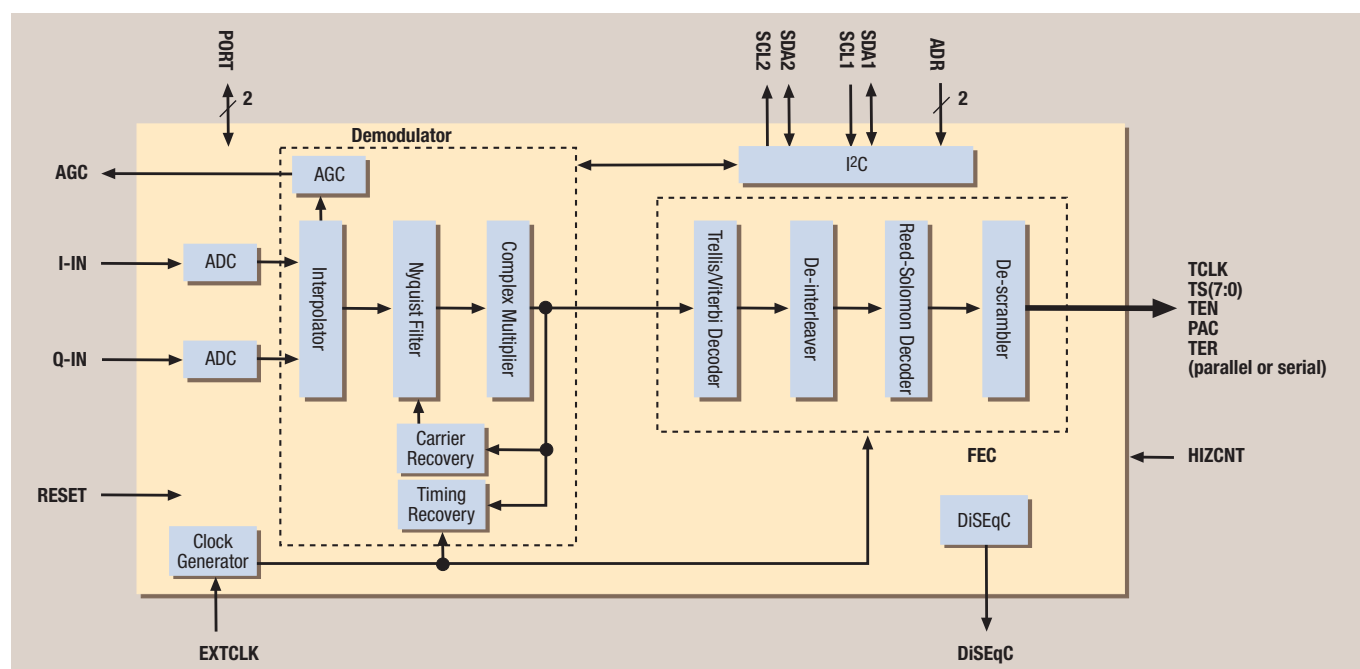 PORT
2
SCL2
SDA2
SCL1
SDA1
ADR
2
Demodulator
AGC
AGC
I²C
I-IN
ADC
Interpolator
Nyquist Filter
Complex
Multiplier
Trellis/Viterbi
Decoder
De-interleaver
Reed-Solomon
Decoder
De-scrambler
TCLK
TS(7:0)
TEN
PAC
TER
(parallel or serial)
Q-IN
ADC
Carrier
Recovery
FEC
HIZCNT
RESET
Timing
Recovery
DiSEqC
Clock
Generator
EXTCLK
DiSEqC